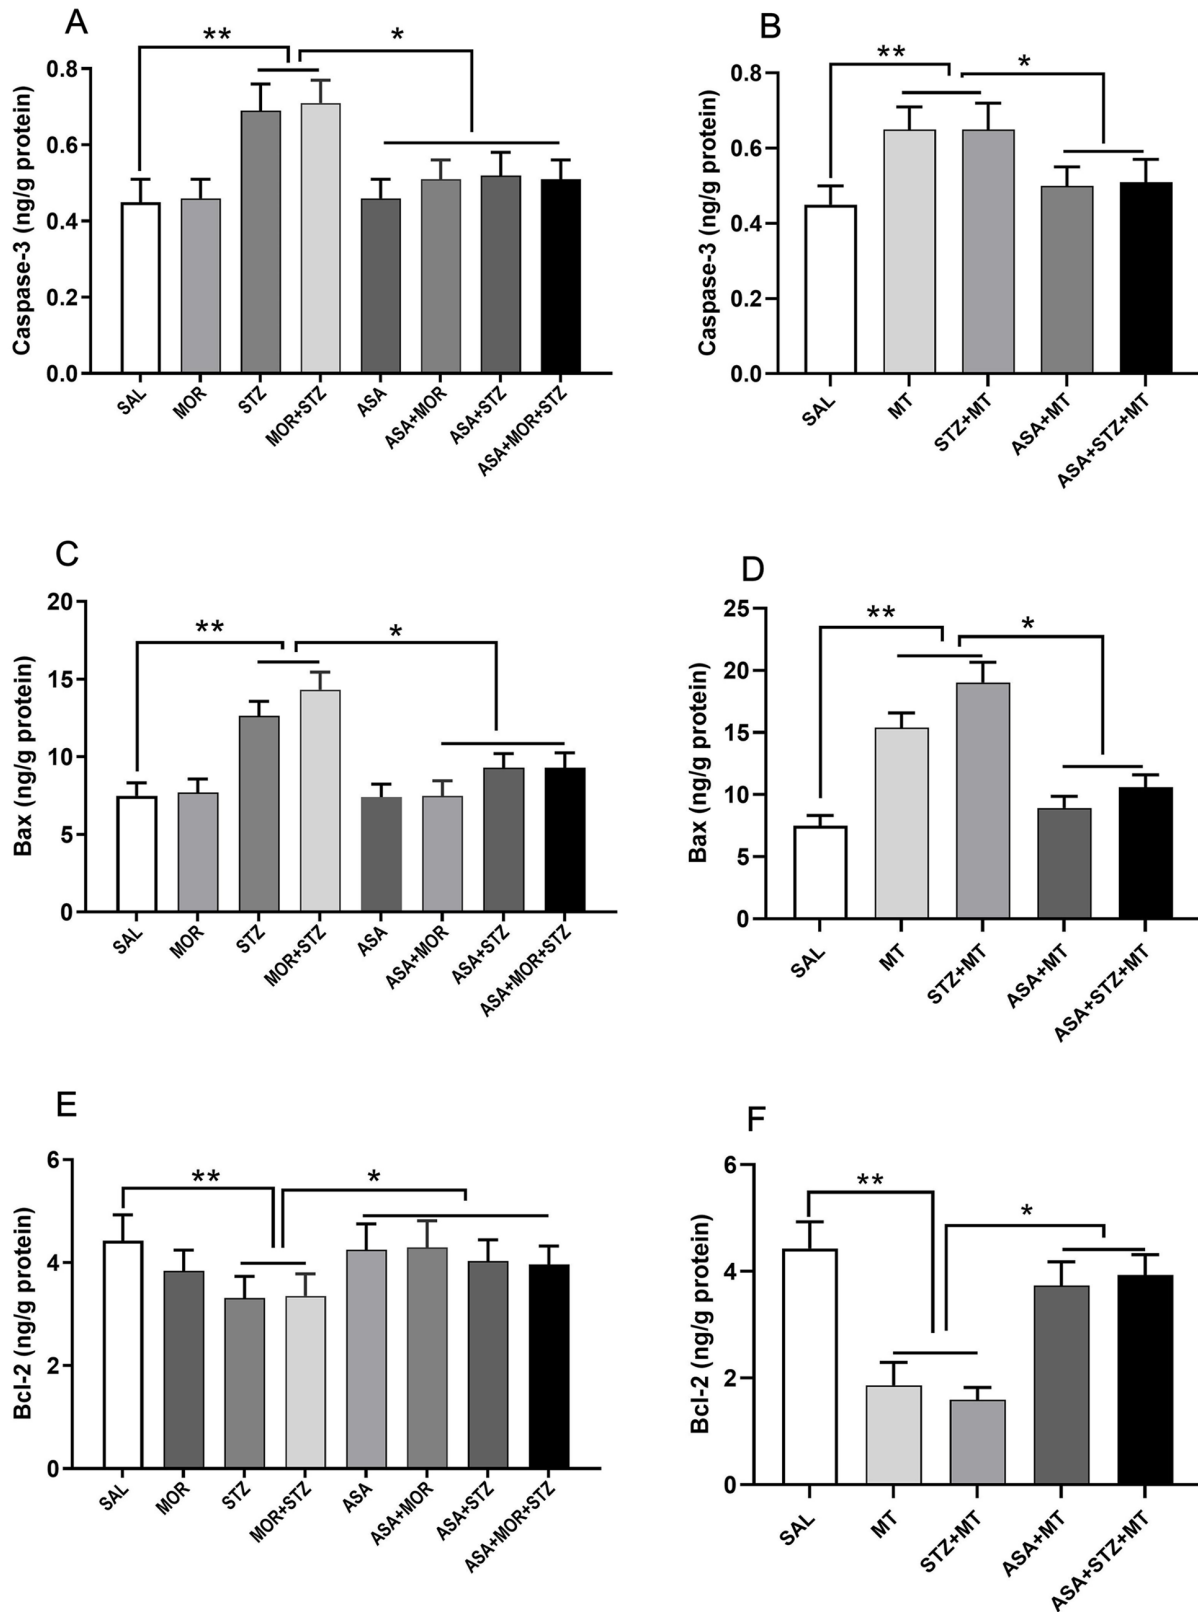 A
**
*
Caspase-3 (ng/g protein)
0.8
0.6
0.4
0.2
0.0
SAL
MOR
STZ
MOR+STZ
ASA
ASA+MOR
ASA+STZ
ASA+MOR+STZ
B
**
*
Caspase-3 (ng/g protein)
0.8
0.6
0.4
0.2
0.0
SAL
MT
STZ+MT
ASA+MT
ASA+STZ+MT
C
**
*
Bax (ng/g protein)
20
15
10
5
0
SAL
MOR
STZ
MOR+STZ
ASA
ASA+MOR
ASA+STZ
ASA+MOR+STZ
D
**
*
Bax (ng/g protein)
25
20
15
10
5
0
SAL
MT
STZ+MT
ASA+MT
ASA+STZ+MT
E
**
*
Bcl-2 (ng/g protein)
6
4
2
0
SAL
MOR
STZ
MOR+STZ
ASA
ASA+MOR
ASA+STZ
ASA+MOR+STZ
F
**
*
Bcl-2 (ng/g protein)
6
4
2
0
SAL
MT
STZ+MT
ASA+MT
ASA+STZ+MT